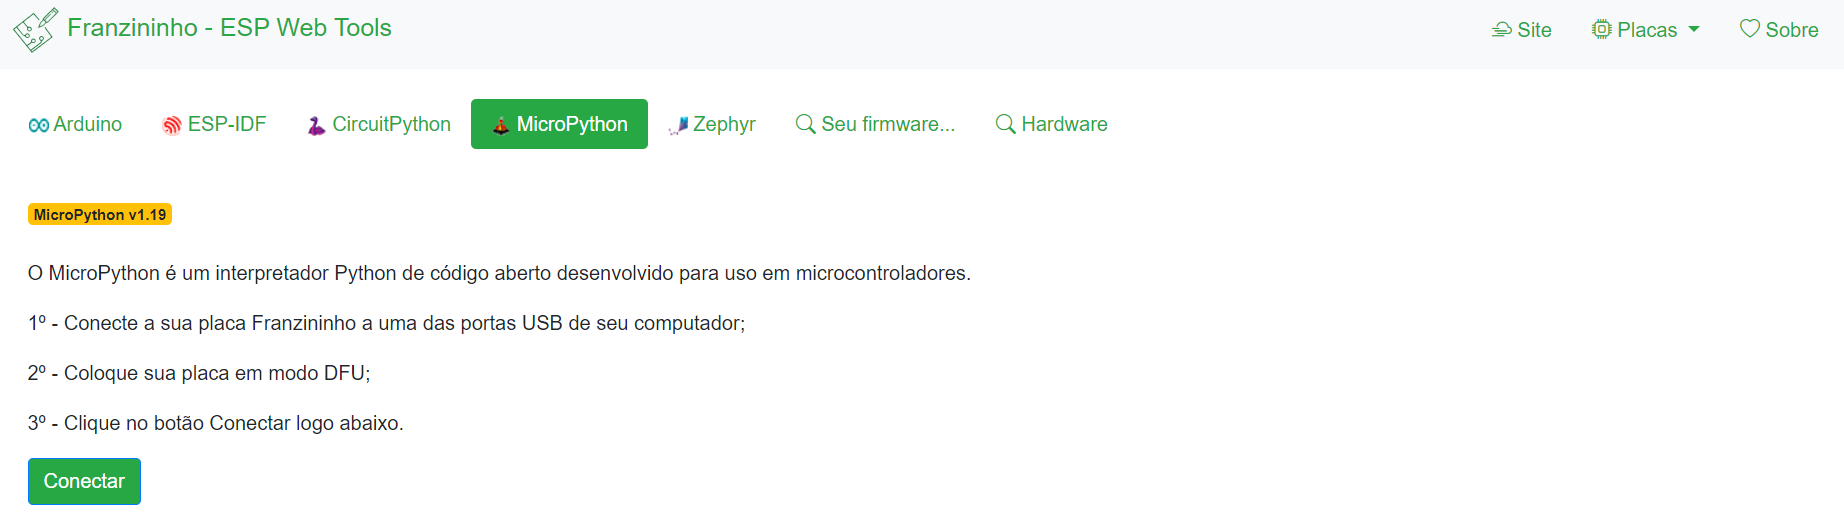 Franzininho - ESP Web Tools
Site
Placas
Sobre
Arduino
ESP-IDF
CircuitPython
MicroPython
Zephyr
Seu firmware...
Hardware
MicroPython v1.19
O MicroPython é um interpretador Python de código aberto desenvolvido para uso em microcontroladores.
1º - Conecte a sua placa Franzininho a uma das portas USB de seu computador;
2º - Coloque sua placa em modo DFU;
3º - Clique no botão Conectar logo abaixo.
Conectar